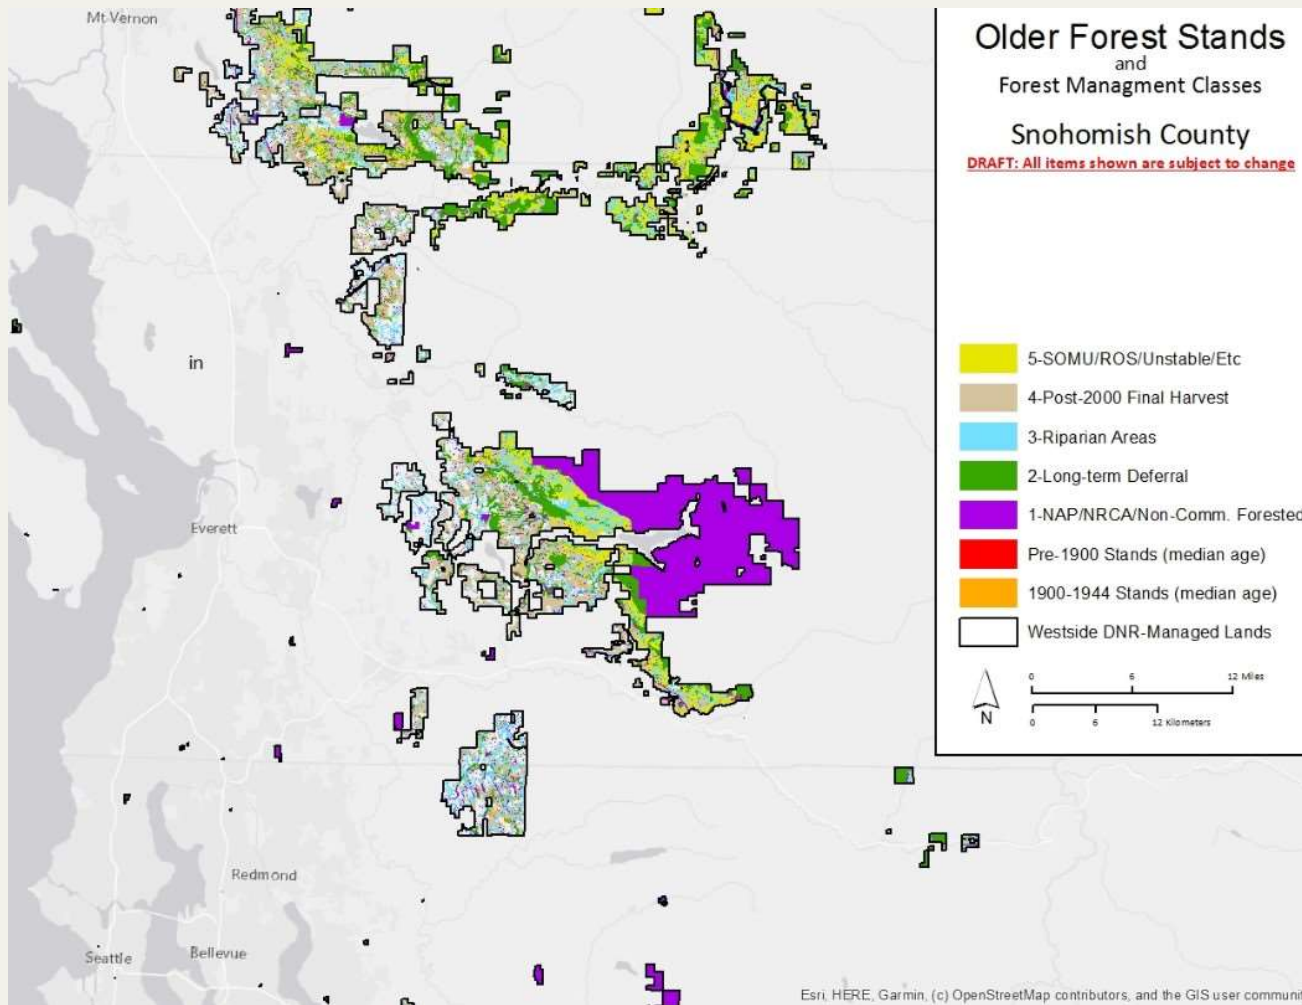 Mt Vernon
in
Everett
Redmond
Seattle
Bellevue
Older Forest Stands
and
Forest Managment Classes
Snohomish County
DRAFT: All items shown are subject to change
5-SOMU/ROS/Unstable/Etc
4-Post-2000 Final Harvest
3-Riparian Areas
2-Long-term Deferral
1-NAP/NRCA/Non-Comm. Forested
Pre-1900 Stands (median age)
1900-1944 Stands (median age)
Westside DNR-Managed Lands
N
0 6 12 Miles
0 6 12 Kilometers
Esri, HERE, Garmin, (c) OpenStreetMap contributors, and the GIS user communit